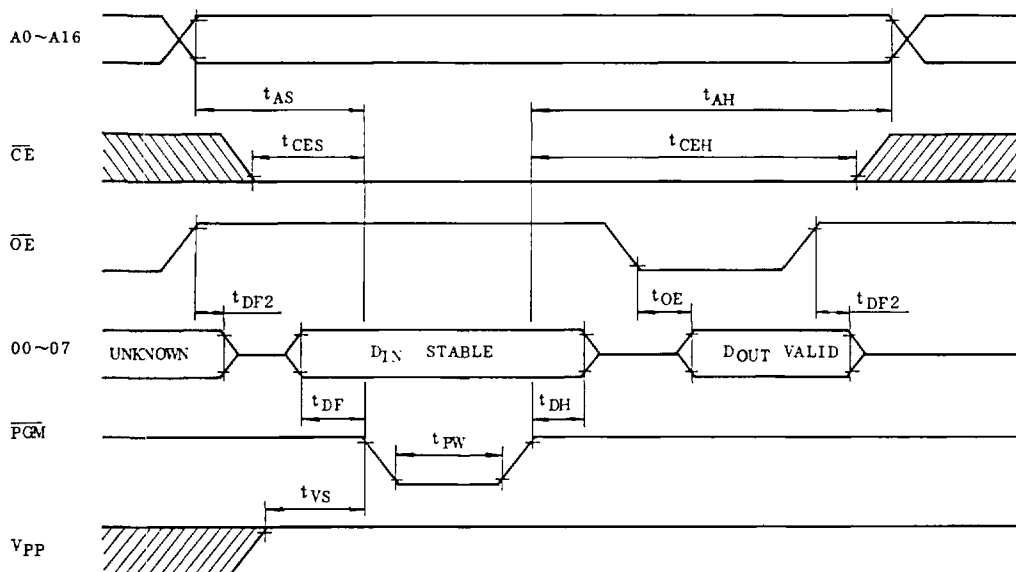 A0~A16
tAS
tAH
CE
tCES
tCEH
OE
tDF2
tOE
tDF2
00~07
UNKNOWN
DIN STABLE
DOUT VALID
tDF
tDH
PGM
tPW
tVS
VPP